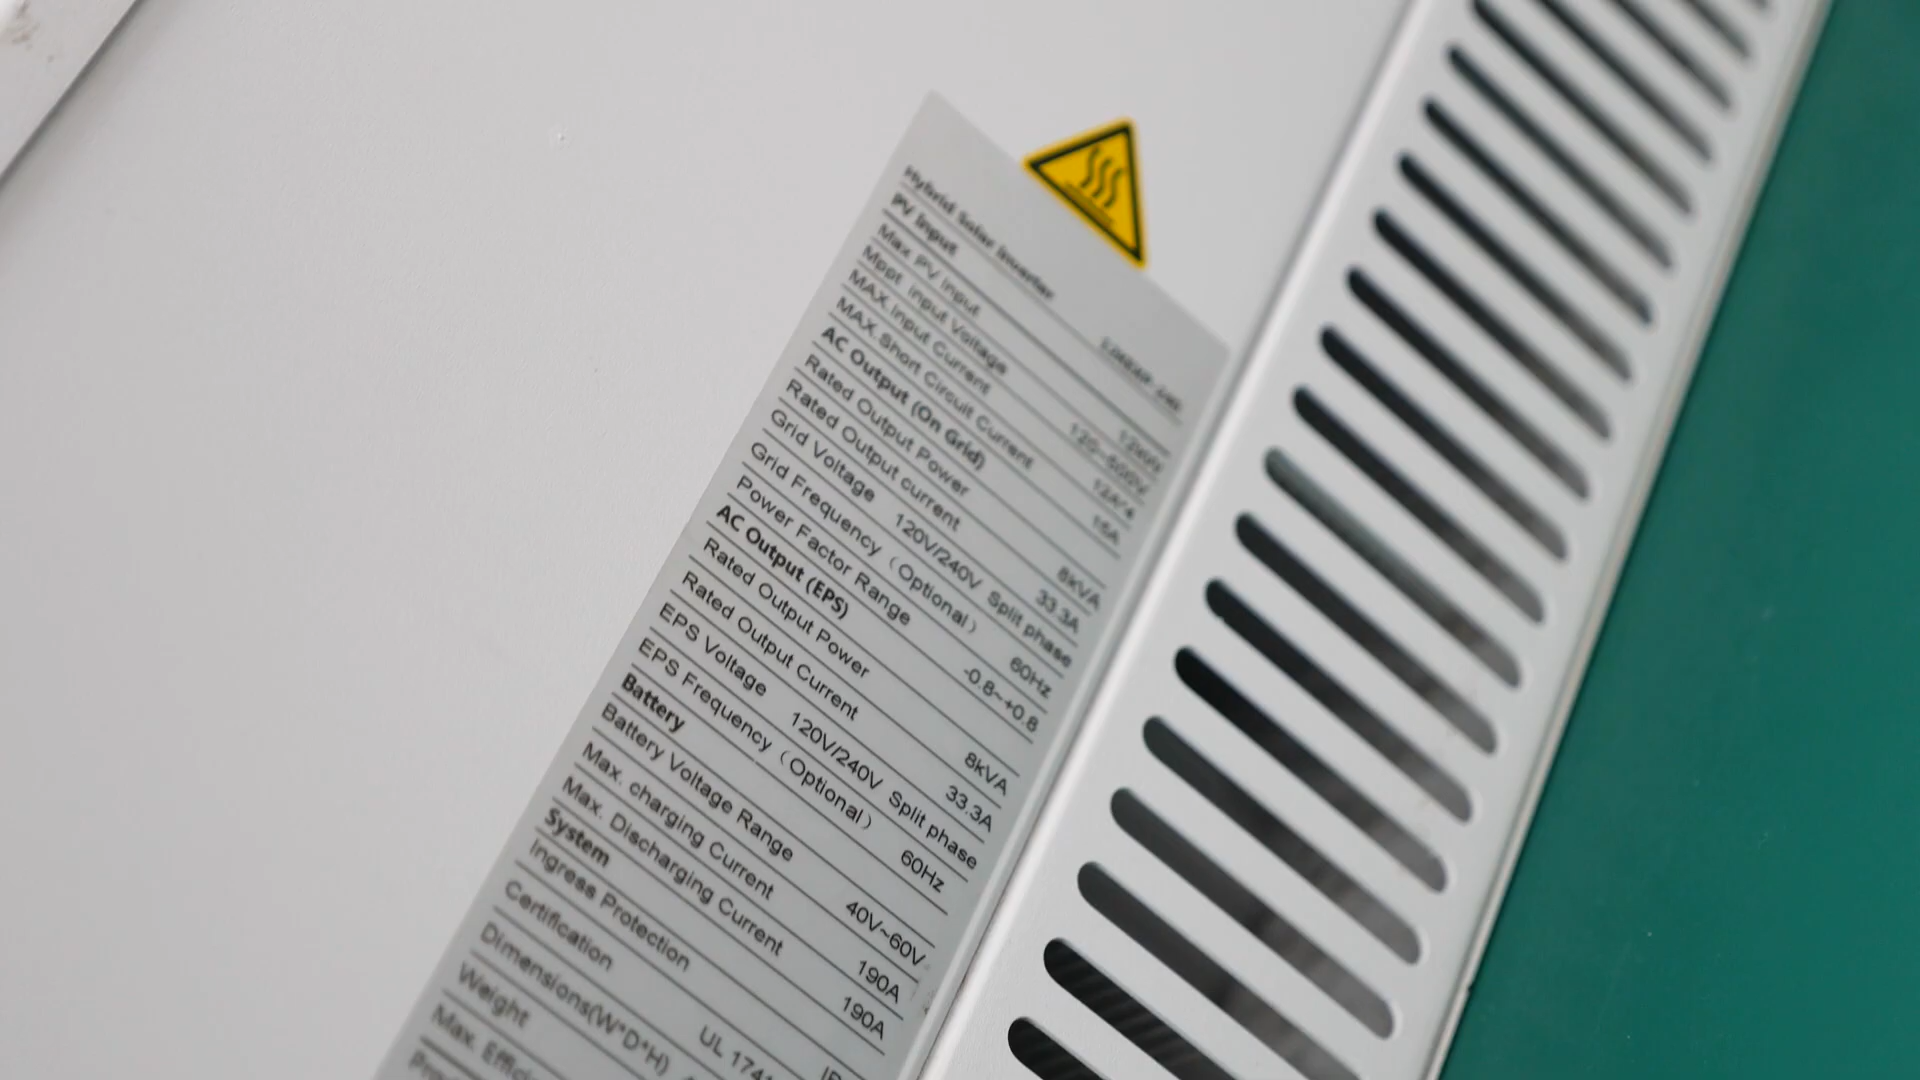 Hybrid Solar Inverter
PV Input
Max PV Input
Mppt Input Voltage 120~500V
MAX.Input Current
MAX.Short Circuit Current 15A
AC Output (On Grid)
Rated Output Power 8kVA
Rated Output current 33.3A
Grid Voltage 120V/240V Split phase
Grid Frequency (Optional) 60Hz
Power Factor Range -0.8~+0.8
AC Output (EPS)
Rated Output Power 8kVA
Rated Output Current 33.3A
EPS Voltage 120V/240V Split phase
EPS Frequency (Optional) 60Hz
Battery
Battery Voltage Range 40V~60V
Max. charging Current 190A
Max. Discharging Current 190A
System
Ingress Protection
Certification UL
Dimensions(W*D*H)
Weight
Max.